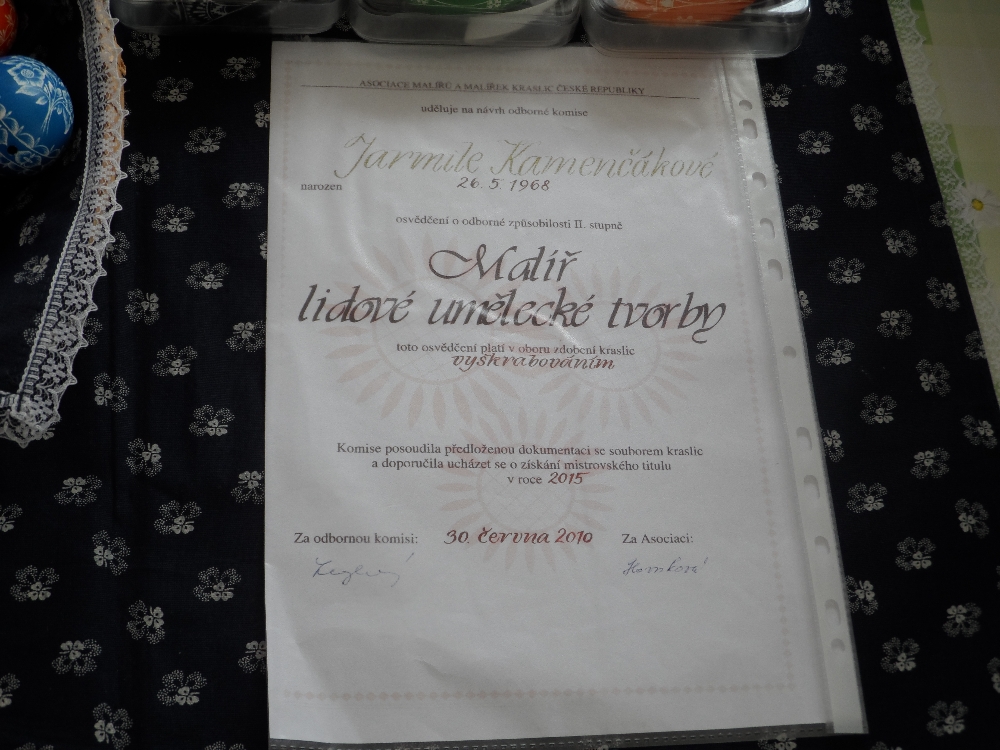 ASOCIACE MALÍŘŮ A MALÍŘEK KRASLIC ČESKÉ REPUBLIKY
uděluje na návrh odborné komise
Jarmile Kamenčákové
narozen 26. 5. 1968
osvědčení o odborné způsobilosti II. stupně
Malíř
lidové umělecké tvorby
toto osvědčení platí v oboru zdobení kraslic
vyškrabováním
Komise posoudila předloženou dokumentaci se souborem kraslic
a doporučila ucházet se o získání mistrovského titulu
v roce 2015
Za odbornou komisi: 30. června 2010 Za Asociaci: